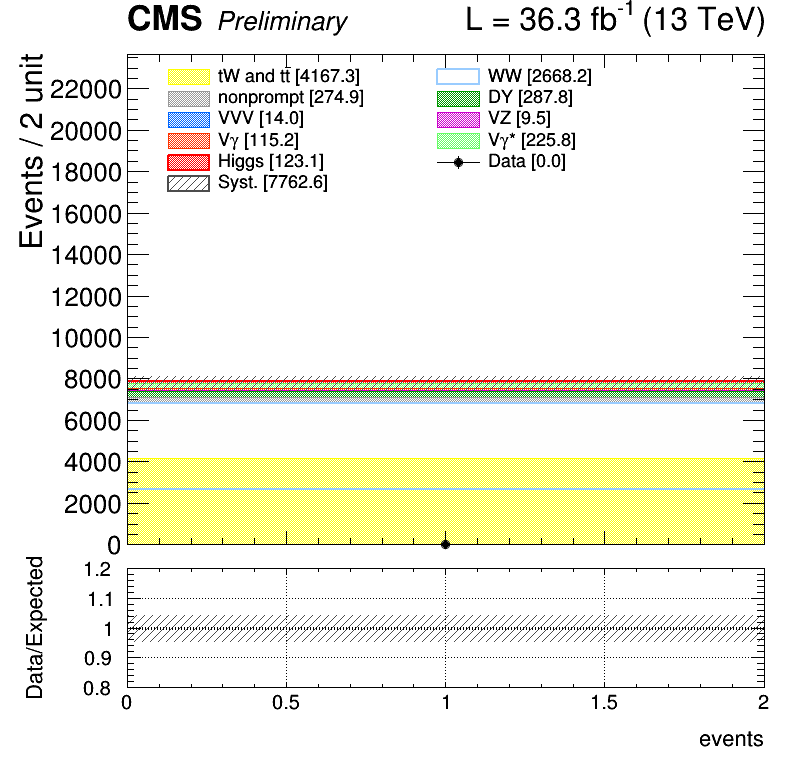 CMS Preliminary L = 36.3 fb⁻¹ (13 TeV)
Events / 2 unit
22000
20000
18000
16000
14000
12000
10000
8000
6000
4000
2000
0
tW and tt̄ [4167.3]
nonprompt [274.9]
VVV [14.0]
Vγ [115.2]
Higgs [123.1]
Syst. [7762.6]
WW [2668.2]
DY [287.8]
VZ [9.5]
Vγ* [225.8]
Data [0.0]
Data/Expected
1.2
1.1
1
0.9
0.8
0 0.5 1 1.5 2
events